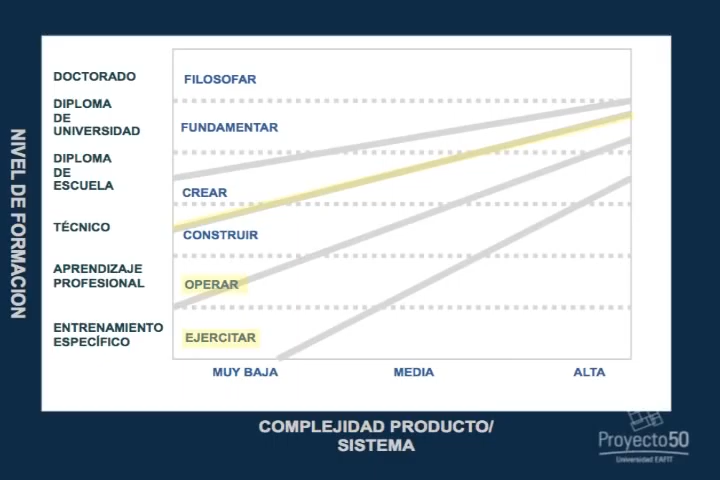 DOCTORADO
FILOSOFAR
DIPLOMA
DE
UNIVERSIDAD
FUNDAMENTAR
DIPLOMA
DE
ESCUELA
CREAR
TÉCNICO
CONSTRUIR
APRENDIZAJE
PROFESIONAL
OPERAR
ENTRENAMIENTO
ESPECÍFICO
EJERCITAR
NIVEL DE FORMACION
MUY BAJA
MEDIA
ALTA
COMPLEJIDAD PRODUCTO/
SISTEMA
Proyecto50
Universidad EAFIT